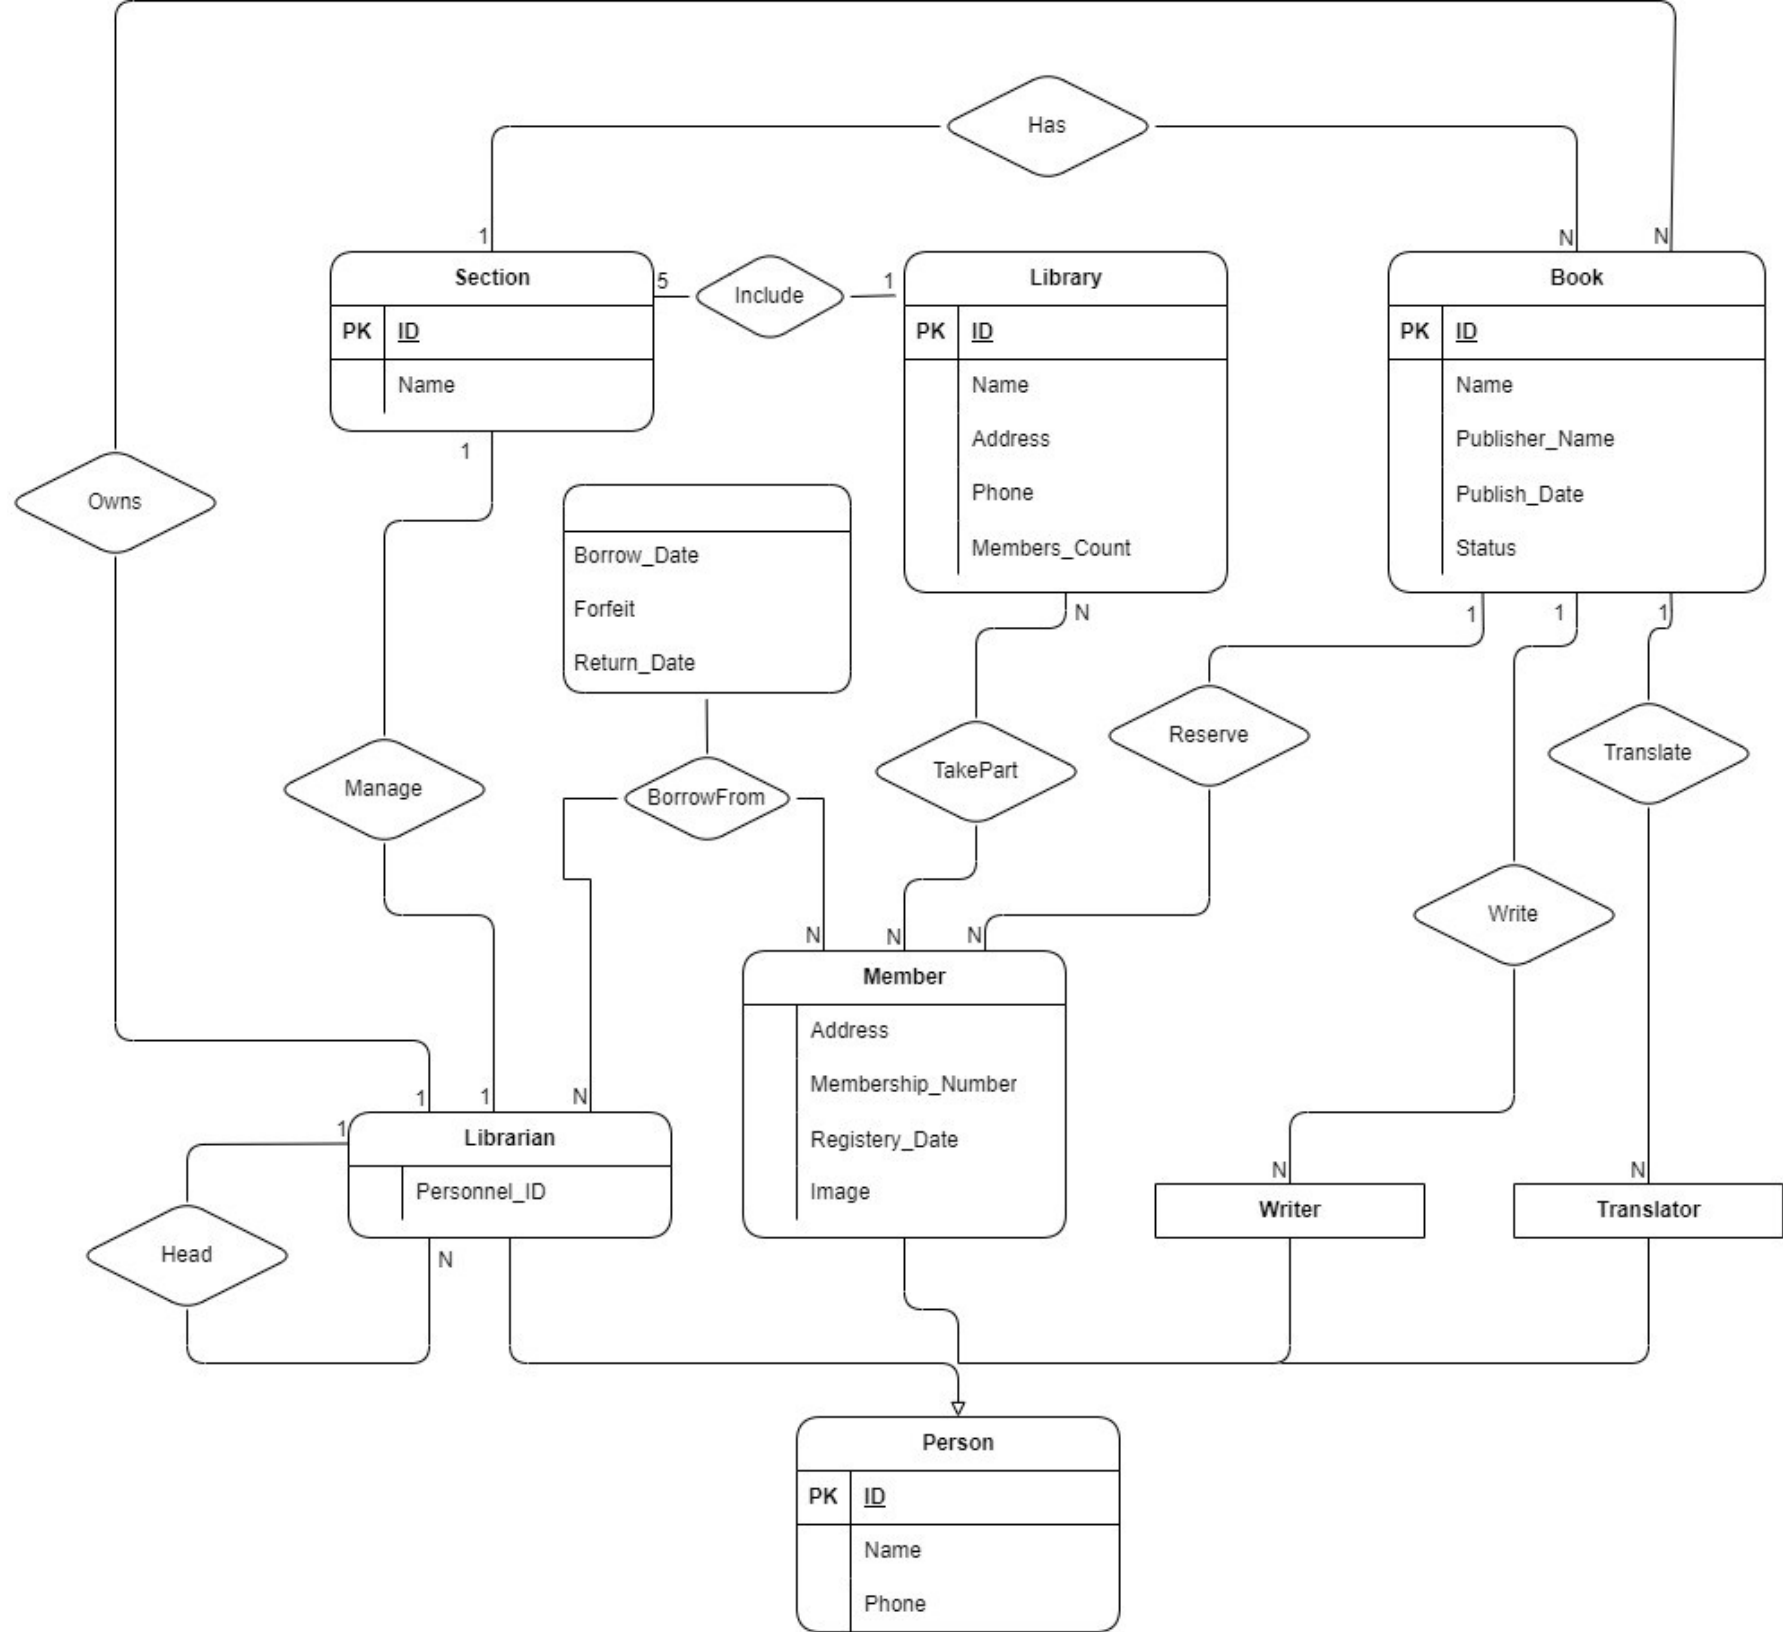 Has
1
N
N
Section
5
Include
1
Library
Book
PK
ID
PK
ID
PK
ID
Name
Name
Name
1
Address
Publisher_Name
Owns
Phone
Publish_Date
Members_Count
Status
Borrow_Date
Forfeit
Return_Date
N
1
1
1
Manage
BorrowFrom
TakePart
Reserve
Translate
Write
N
N
N
Member
Address
Membership_Number
Registery_Date
Image
1
1
N
1
Librarian
Personnel_ID
Head
N
N
N
Writer
Translator
Person
PK
ID
Name
Phone